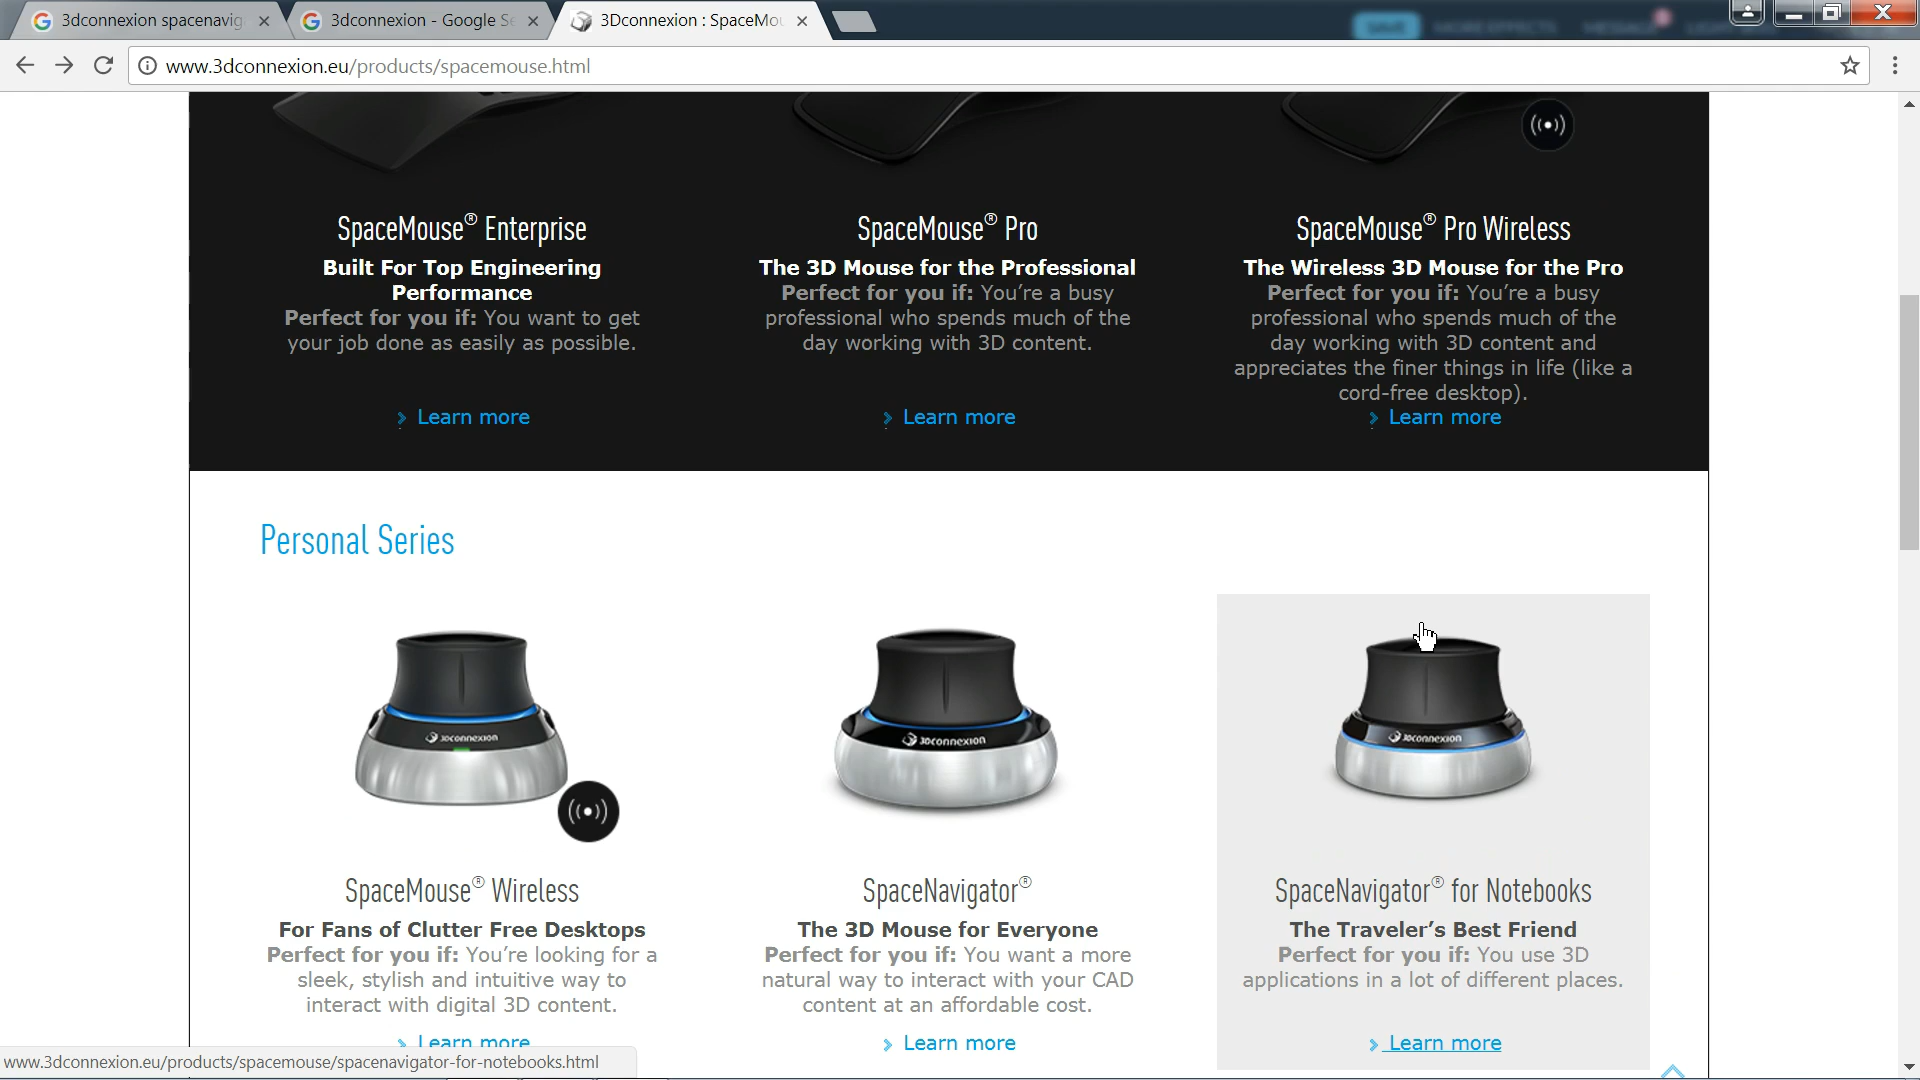 3dconnexion spacenavig
3dconnexion - Google Se
3Dconnexion : SpaceMou
SAVE
MORE EFFECTS
www.3dconnexion.eu/products/spacemouse.html
SpaceMouse® Enterprise
Built For Top Engineering
Performance
Perfect for you if: You want to get
your job done as easily as possible.
Learn more
SpaceMouse® Pro
The 3D Mouse for the Professional
Perfect for you if: You’re a busy
professional who spends much of the
day working with 3D content.
Learn more
SpaceMouse® Pro Wireless
The Wireless 3D Mouse for the Pro
Perfect for you if: You’re a busy
professional who spends much of the
day working with 3D content and
appreciates the finer things in life (like a
cord-free desktop).
Learn more
Personal Series
3Dconnexion
3Dconnexion
3Dconnexion
SpaceMouse® Wireless
For Fans of Clutter Free Desktops
Perfect for you if: You’re looking for a
sleek, stylish and intuitive way to
interact with digital 3D content.
Learn more
SpaceNavigator®
The 3D Mouse for Everyone
Perfect for you if: You want a more
natural way to interact with your CAD
content at an affordable cost.
Learn more
SpaceNavigator® for Notebooks
The Traveler’s Best Friend
Perfect for you if: You use 3D
applications in a lot of different places.
Learn more
www.3dconnexion.eu/products/spacemouse/spacenavigator-for-notebooks.html